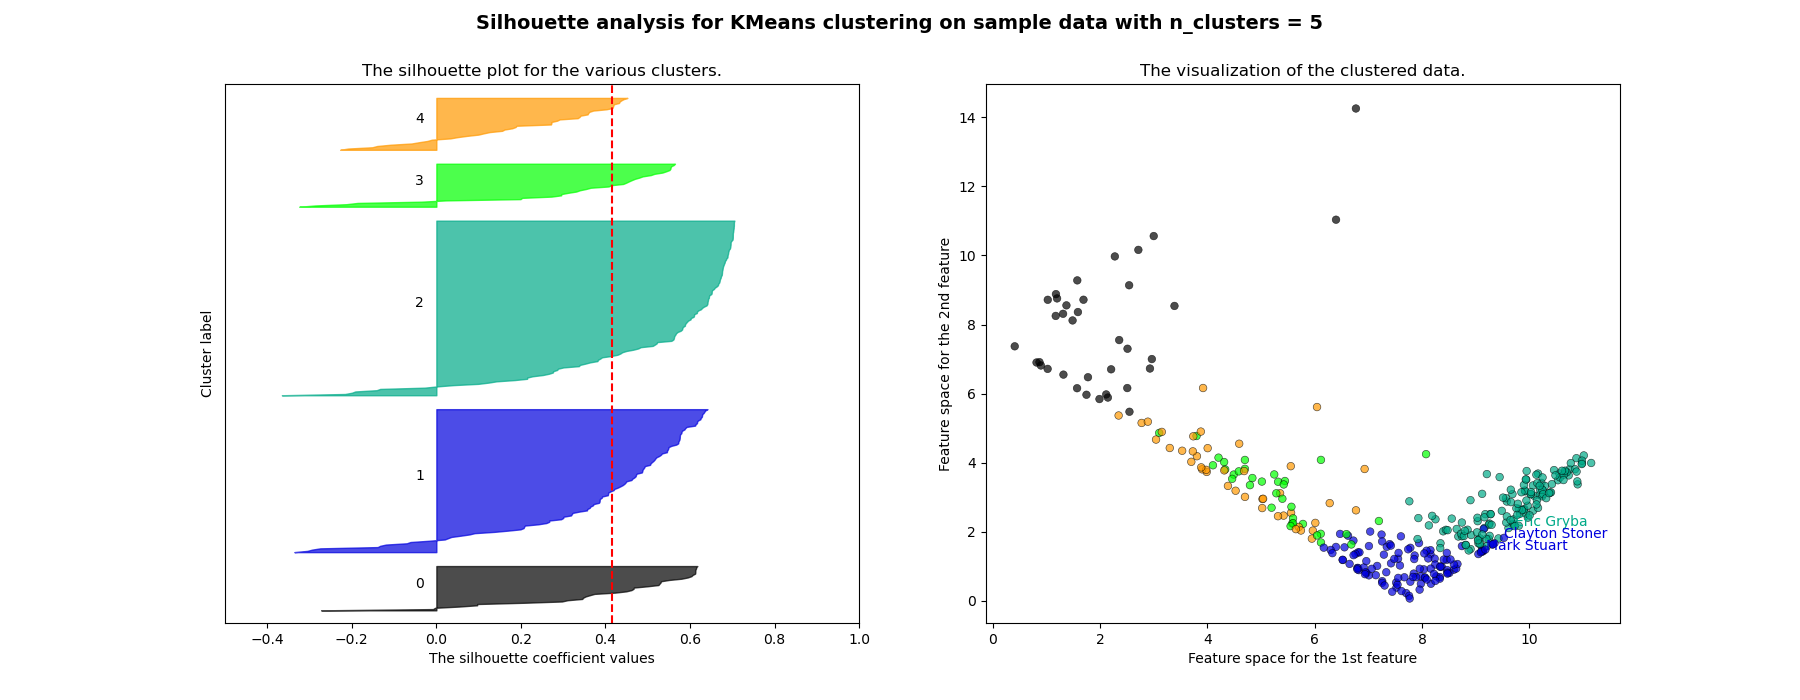 Silhouette analysis for KMeans clustering on sample data with n_clusters = 5
The silhouette plot for the various clusters.
Cluster label
4
3
2
1
0
−0.4 −0.2 0.0 0.2 0.4 0.6 0.8 1.0
The silhouette coefficient values
The visualization of the clustered data.
Feature space for the 2nd feature
14
12
10
8
6
4
2
0
Gryba
Clayton Stoner
Stuart
0 2 4 6 8 10
Feature space for the 1st feature